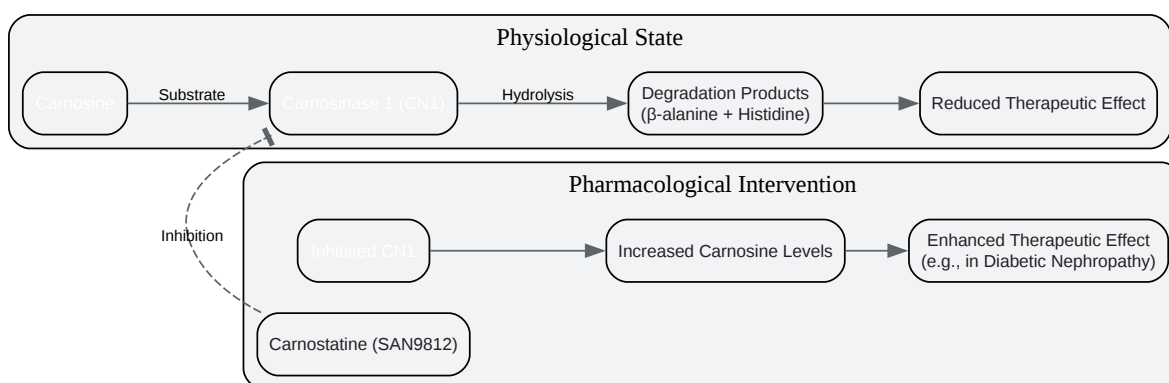 Physiological State
Carnosine
Substrate
Carnosinase 1 (CN1)
Hydrolysis
Degradation Products
(β-alanine + Histidine)
Reduced Therapeutic Effect
Pharmacological Intervention
Inhibition
Inhibited CN1
Increased Carnosine Levels
Enhanced Therapeutic Effect
(e.g., in Diabetic Nephropathy)
Carnostatine (SAN9812)